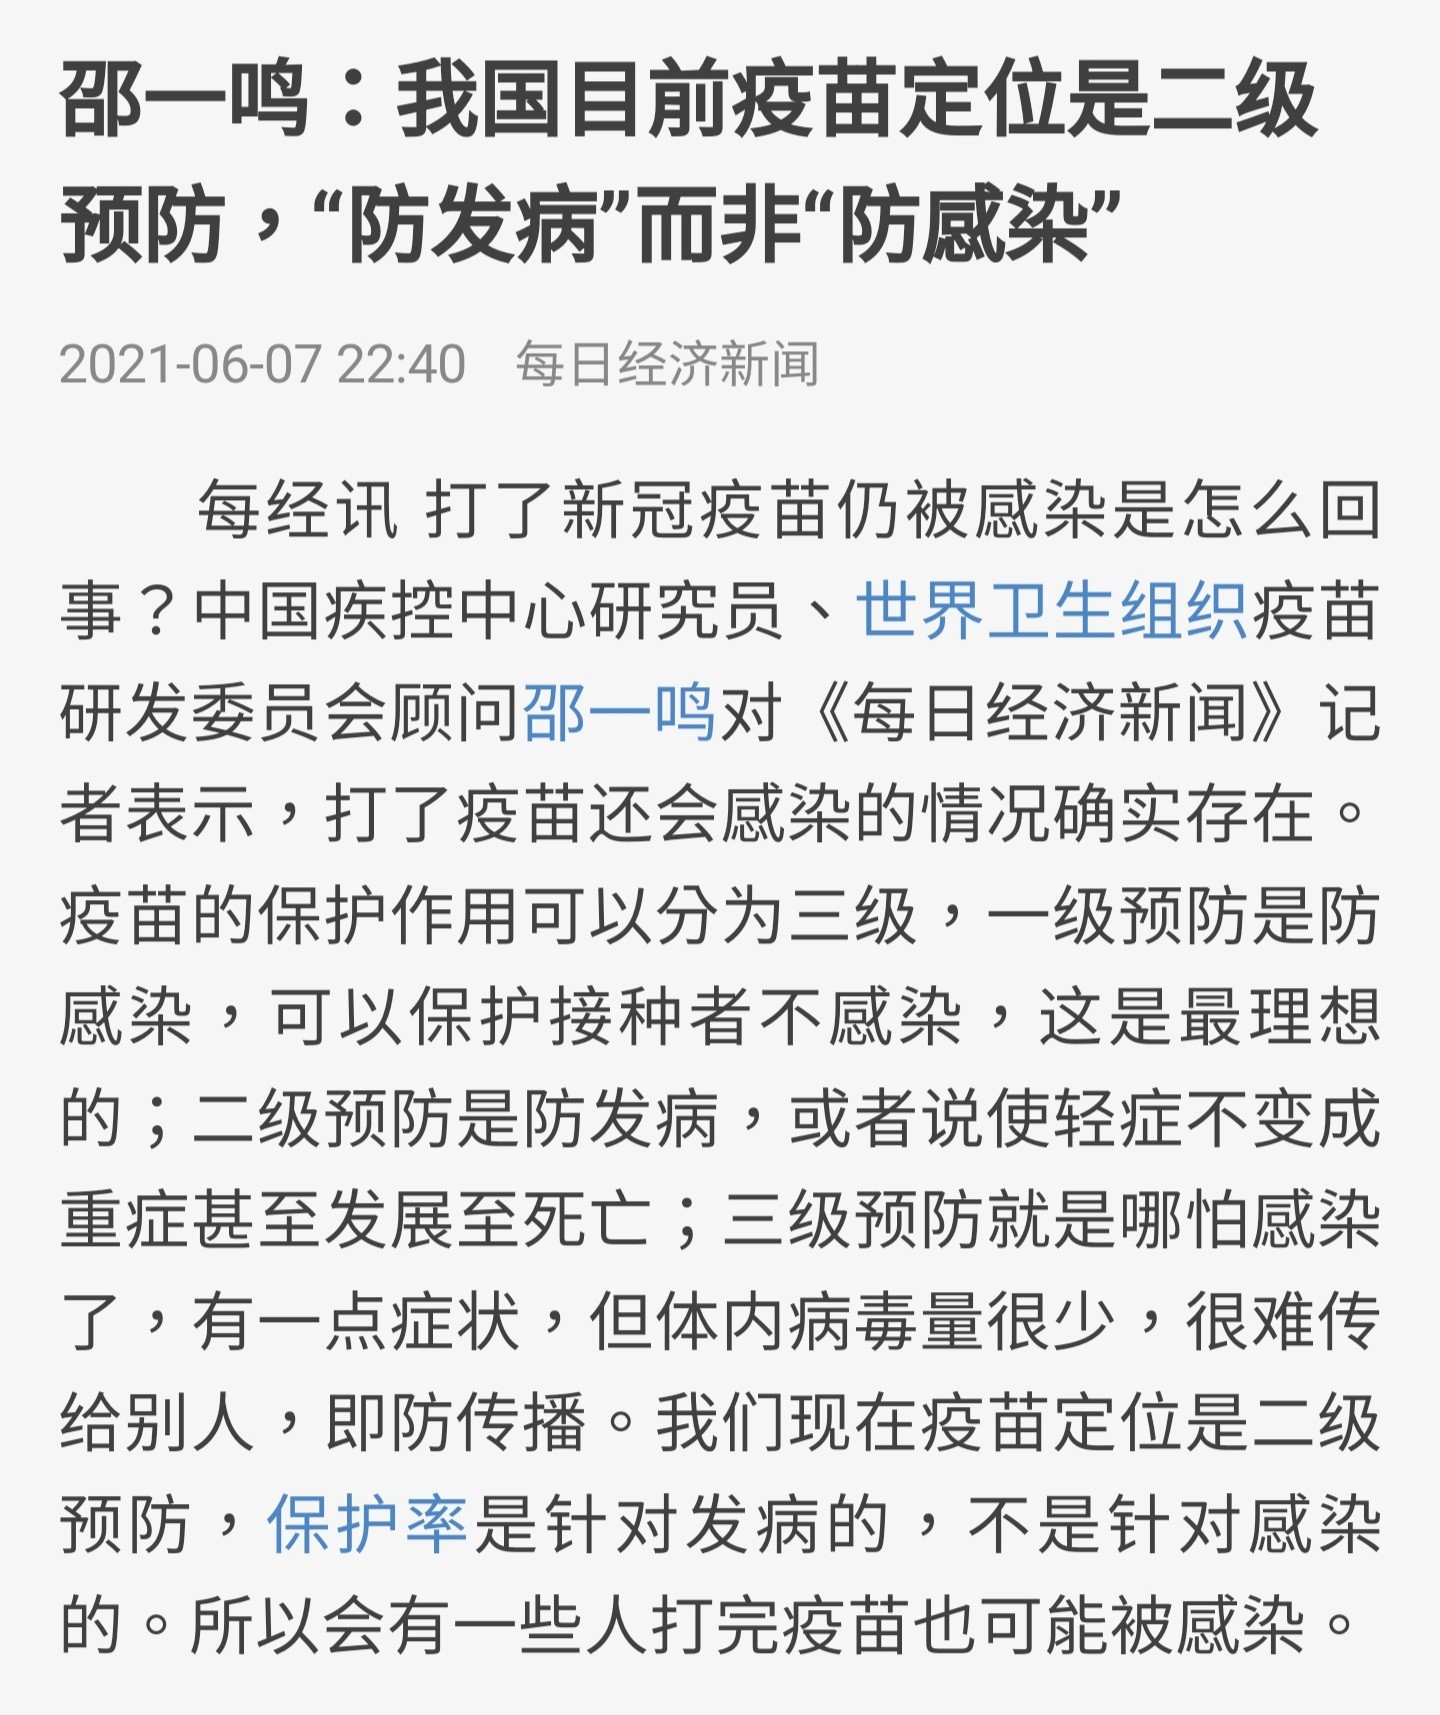 邵一鸣：我国目前疫苗定位是二级
预防，“防发病”而非“防感染”
2021-06-07 22:40 每日经济新闻
每经讯 打了新冠疫苗仍被感染是怎么回
事？中国疾控中心研究员、世界卫生组织疫苗
研发委员会顾问邵一鸣对《每日经济新闻》记
者表示，打了疫苗还会感染的情况确实存在。
疫苗的保护作用可以分为三级，一级预防是防
感染，可以保护接种者不感染，这是最理想
的；二级预防是防发病，或者说使轻症不变成
重症甚至发展至死亡；三级预防就是哪怕感染
了，有一点症状，但体内病毒量很少，很难传
给别人，即防传播。我们现在疫苗定位是二级
预防，保护率是针对发病的，不是针对感染
的。所以会有一些人打完疫苗也可能被感染。